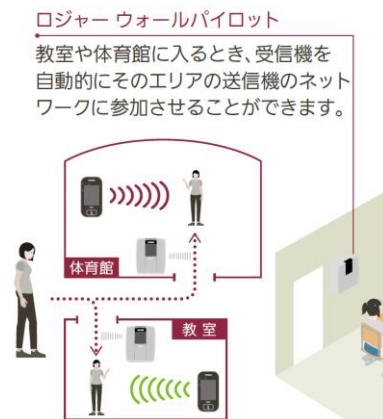 ロジャー ウォールパイロット
教室や体育館に入るとき、受信機を
自動的にそのエリアの送信機のネット
ワークに参加させることができます。
体育館
教室